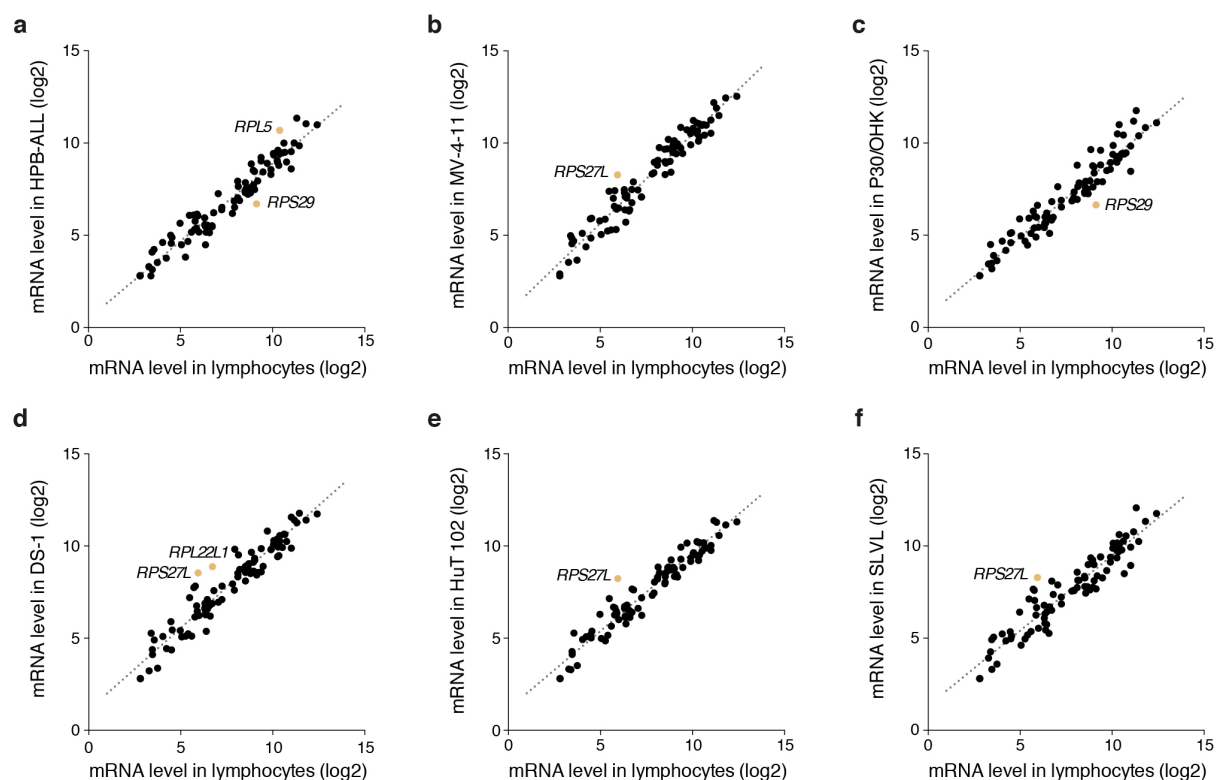 a
b
c
15
10
5
0
0
5
10
15
mRNA level in HPB-ALL (log2)
mRNA level in lymphocytes (log2)
RPL5
RPS29
15
10
5
0
0
5
10
15
mRNA level in MV-4-11 (log2)
mRNA level in lymphocytes (log2)
RPS27L
15
10
5
0
0
5
10
15
mRNA level in P30/OHK (log2)
mRNA level in lymphocytes (log2)
RPS29
d
e
f
15
10
5
0
0
5
10
15
mRNA level in DS-1 (log2)
mRNA level in lymphocytes (log2)
RPL22L1
RPS27L
15
10
5
0
0
5
10
15
mRNA level in HuT 102 (log2)
mRNA level in lymphocytes (log2)
RPS27L
15
10
5
0
0
5
10
15
mRNA level in SLVL (log2)
mRNA level in lymphocytes (log2)
RPS27L